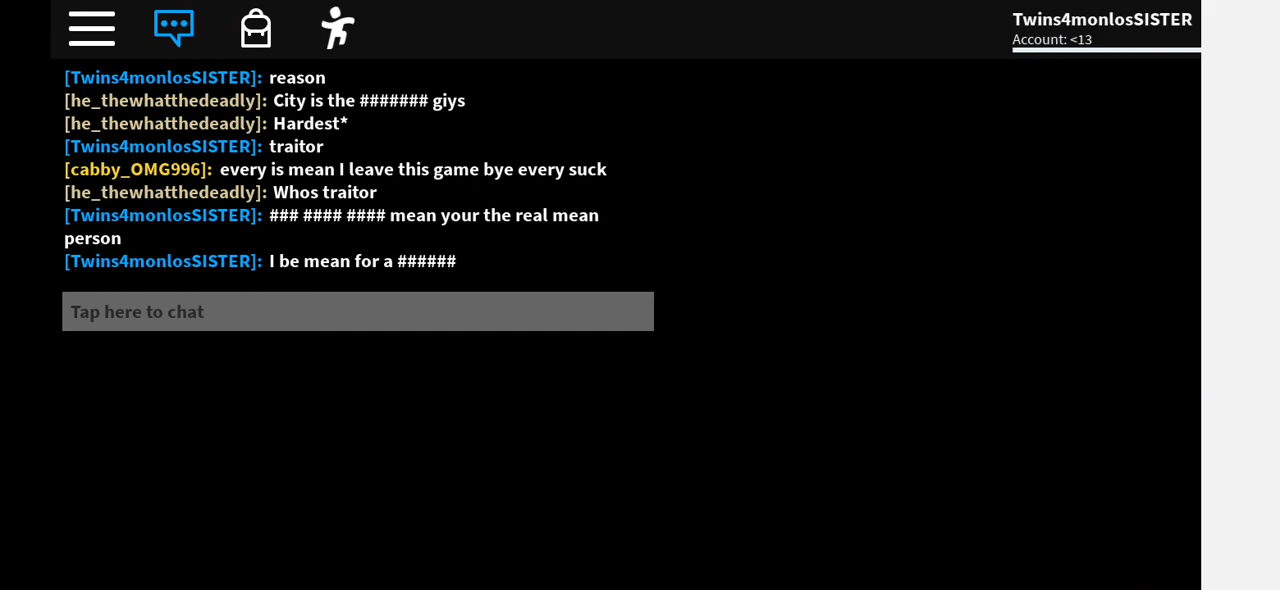 Twins4monlosSISTER
Account: <13
[Twins4monlosSISTER]: reason
[he_thewhatthedeadly]: City is the ####### giys
[he_thewhatthedeadly]: Hardest*
[Twins4monlosSISTER]: traitor
[cabby_OMG996]: every is mean I leave this game bye every suck
[he_thewhatthedeadly]: Whos traitor
[Twins4monlosSISTER]: ### #### #### mean your the real mean
person
[Twins4monlosSISTER]: I be mean for a ######
Tap here to chat